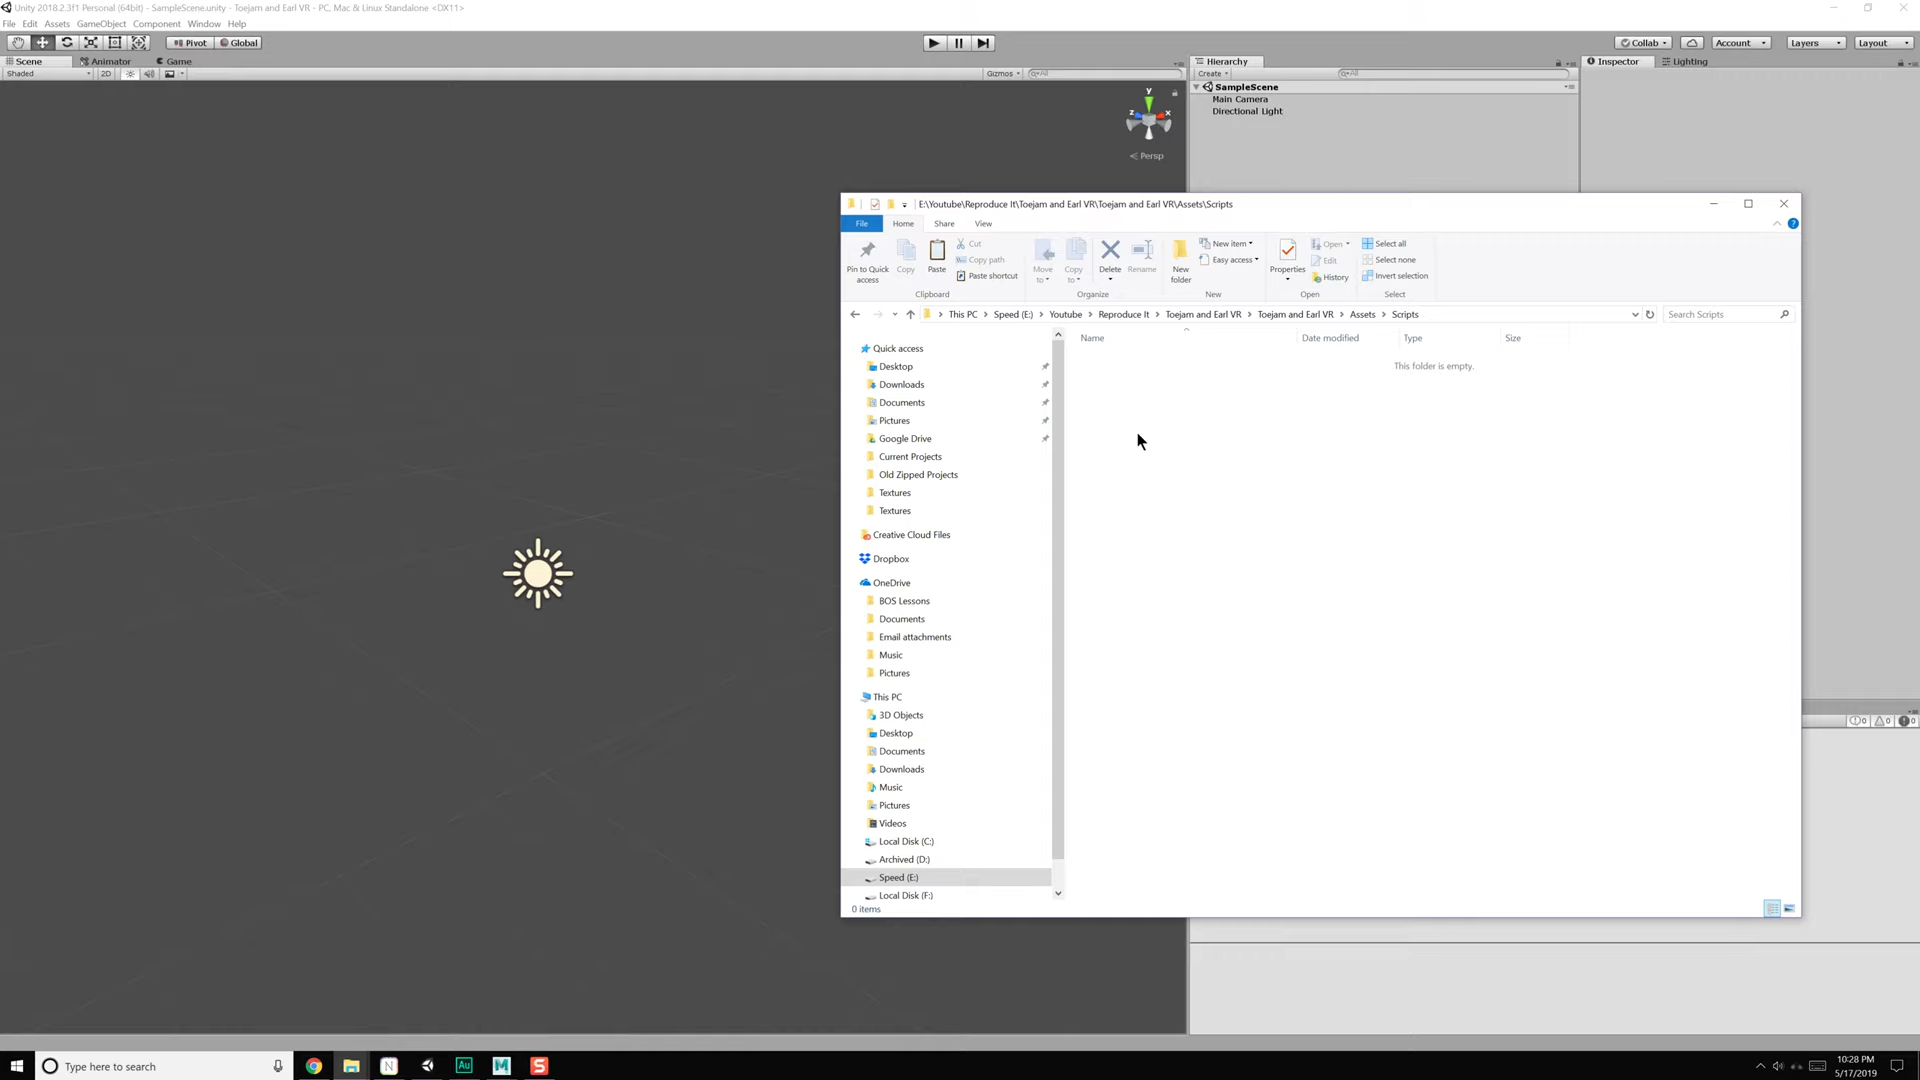 Unity 2018.2.3f1 Personal (64bit) - SampleScene.unity - Toejam and Earl VR - PC, Mac & Linux Standalone <DX11>
File Edit Assets GameObject Component Window Help
Pivot Global Collab Account Layers Layout
Scene Animator Game Hierarchy Inspector Lighting
Shaded 2D Gizmos All Create All
SampleScene
Main Camera
Directional Light
y
z x
Persp
E:\Youtube\Reproduce It\Toejam and Earl VR\Toejam and Earl VR\Assets\Scripts
File Home Share View
Pin to Quick access Copy Paste Cut Copy path Paste shortcut Move to Copy to Delete Rename New folder New item Easy access Properties Open Edit History Select all Select none Invert selection
Clipboard Organize New Open Select
This PC Speed (E:) Youtube Reproduce It Toejam and Earl VR Toejam and Earl VR Assets Scripts Search Scripts
Name Date modified Type Size
This folder is empty.
Quick access
Desktop
Downloads
Documents
Pictures
Google Drive
Current Projects
Old Zipped Projects
Textures
Textures
Creative Cloud Files
Dropbox
OneDrive
BOS Lessons
Documents
Email attachments
Music
Pictures
This PC
3D Objects
Desktop
Documents
Downloads
Music
Pictures
Videos
Local Disk (C:)
Archived (D:)
Speed (E:)
Local Disk (F:)
0 items
0 0 0
Type here to search
N Au M S
10:28 PM
5/17/2019